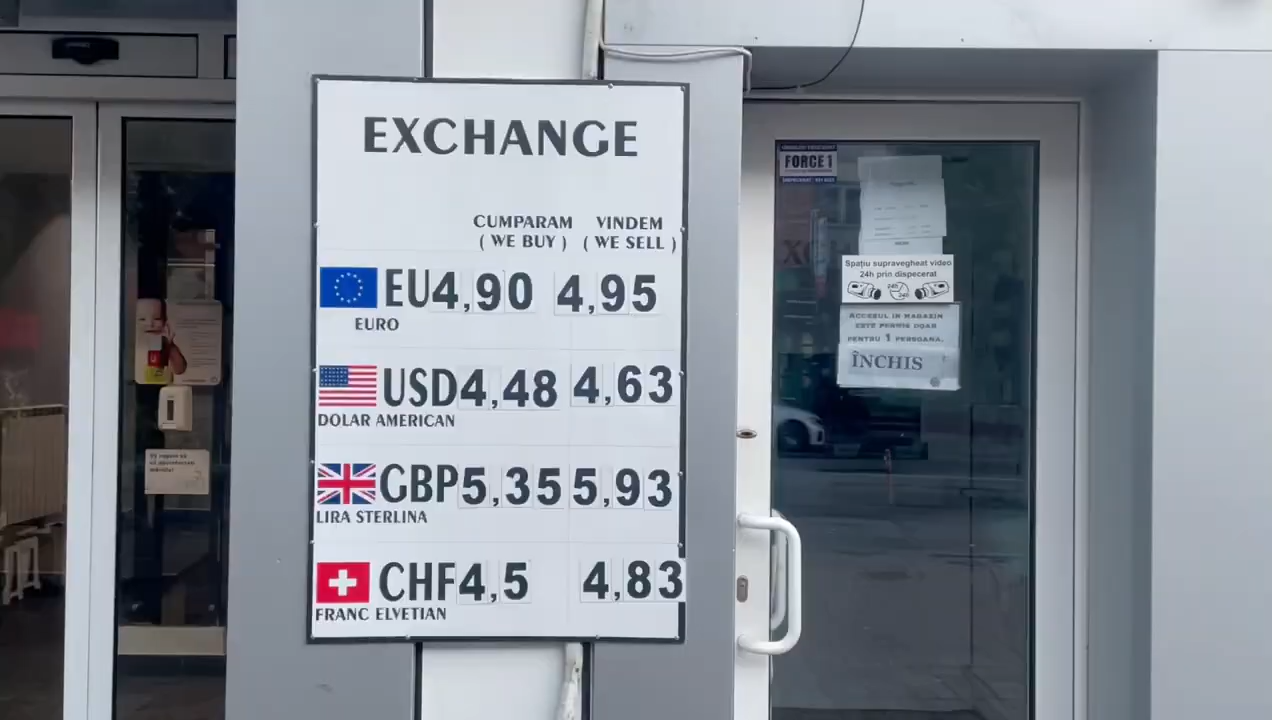 EXCHANGE
CUMPARAM VINDEM
( WE BUY ) ( WE SELL )
EU4,90 4,95
EURO
USD4,48 4,63
DOLAR AMERICAN
GBP5,35 5,93
LIRA STERLINA
CHF4,5 4,83
FRANC ELVETIAN
FORCE 1
Spațiu supravegheat video
24h prin dispecerat
ACCESUL IN MAGAZIN
ESTE PERMIS DOAR
PENTRU 1 PERSOANA.
ÎNCHIS